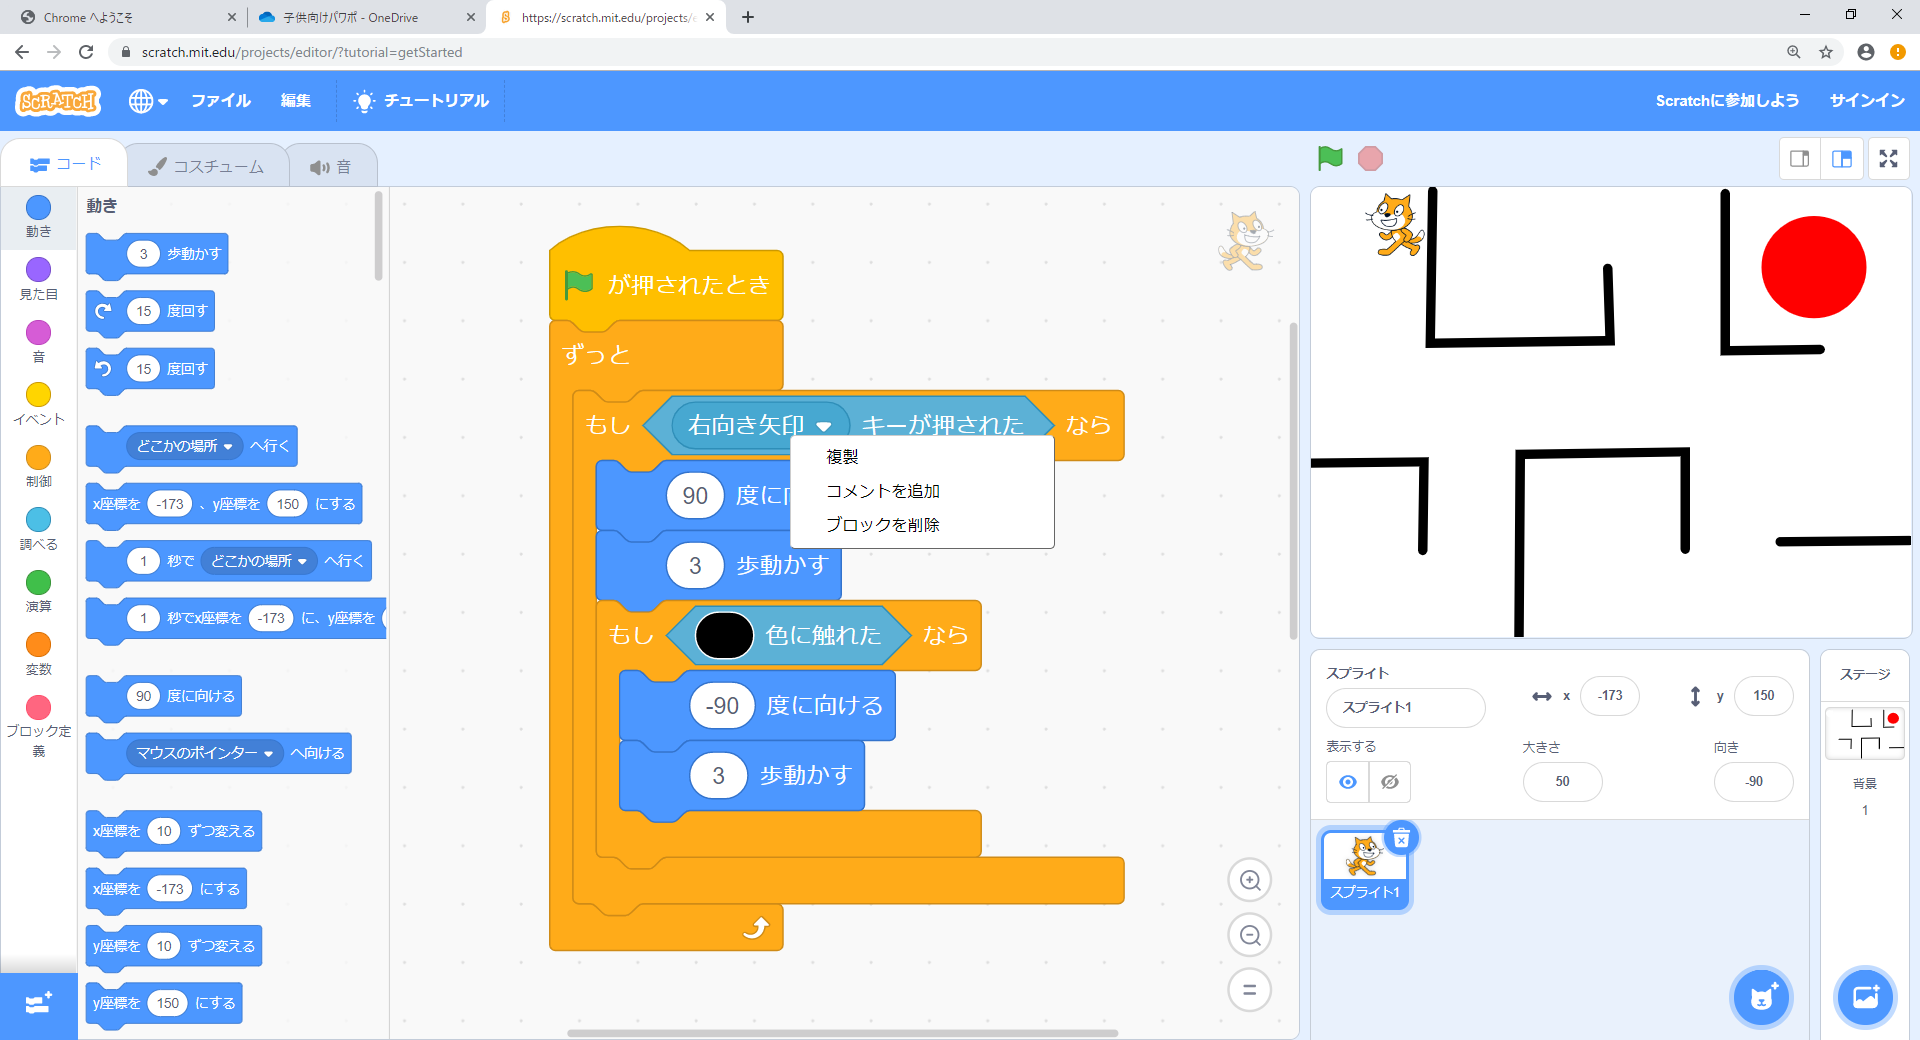 Chrome へようこそ
子供向けパワポ - OneDrive
https://scratch.mit.edu/projects/e
scratch.mit.edu/projects/editor/?tutorial=getStarted
SCRATCH
ファイル
編集
チュートリアル
Scratchに参加しよう
サインイン
コード
コスチューム
音
動き
見た目
音
イベント
制御
調べる
演算
変数
ブロック定
義
動き
3 歩動かす
15 度回す
15 度回す
どこかの場所 へ行く
x座標を -173 、y座標を 150 にする
1 秒で どこかの場所 へ行く
1 秒でx座標を -173 に、y座標を
90 度に向ける
マウスのポインター へ向ける
x座標を 10 ずつ変える
x座標を -173 にする
y座標を 10 ずつ変える
y座標を 150 にする
が押されたとき
ずっと
もし 右向き矢印 キーが押された なら
90 度に向
3 歩動かす
もし 色に触れた なら
-90 度に向ける
3 歩動かす
複製
コメントを追加
ブロックを削除
スプライト
スプライト1
x -173
y 150
表示する
大きさ
50
向き
-90
スプライト1
ステージ
背景
1